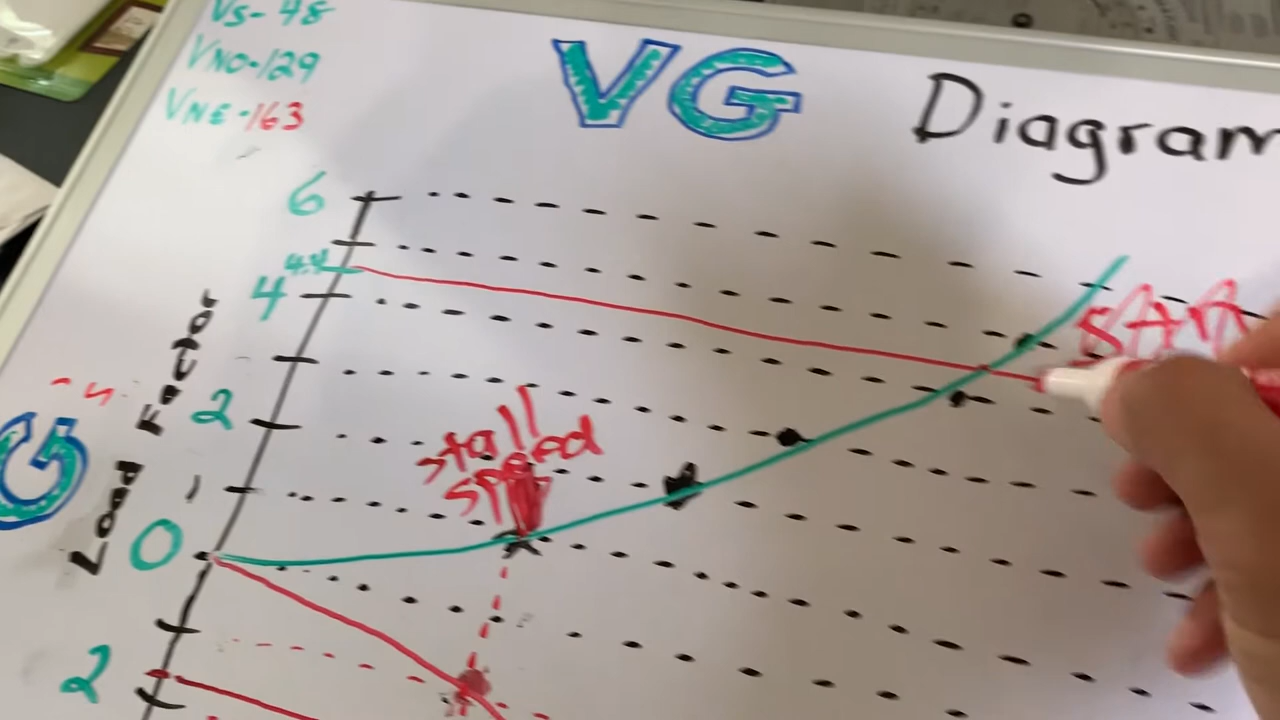 Vs-48
VNO-129
VNE-163
VG Diagram
6
4.4
4
2
1
0
2
G
Load Factor
stall
speed